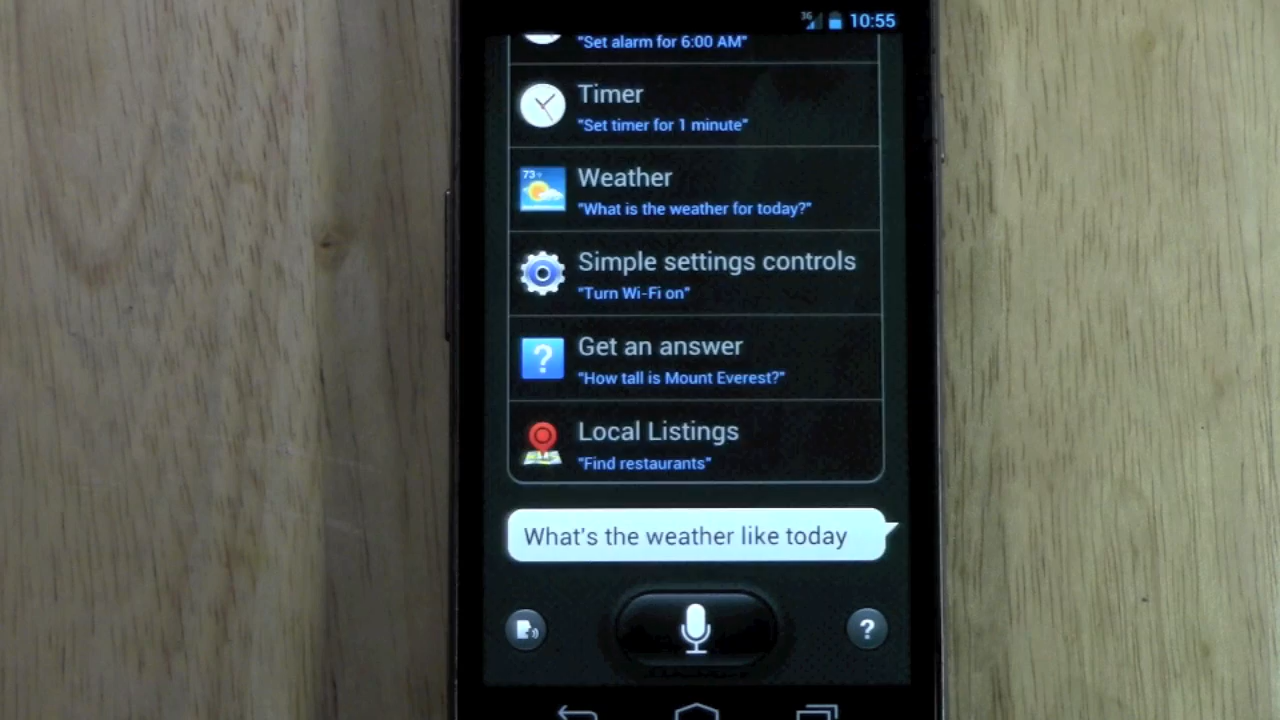 3G 10:55
"Set alarm for 6:00 AM"
Timer
"Set timer for 1 minute"
73°
Weather
"What is the weather for today?"
Simple settings controls
"Turn Wi-Fi on"
?
Get an answer
"How tall is Mount Everest?"
Local Listings
"Find restaurants"
What's the weather like today
?